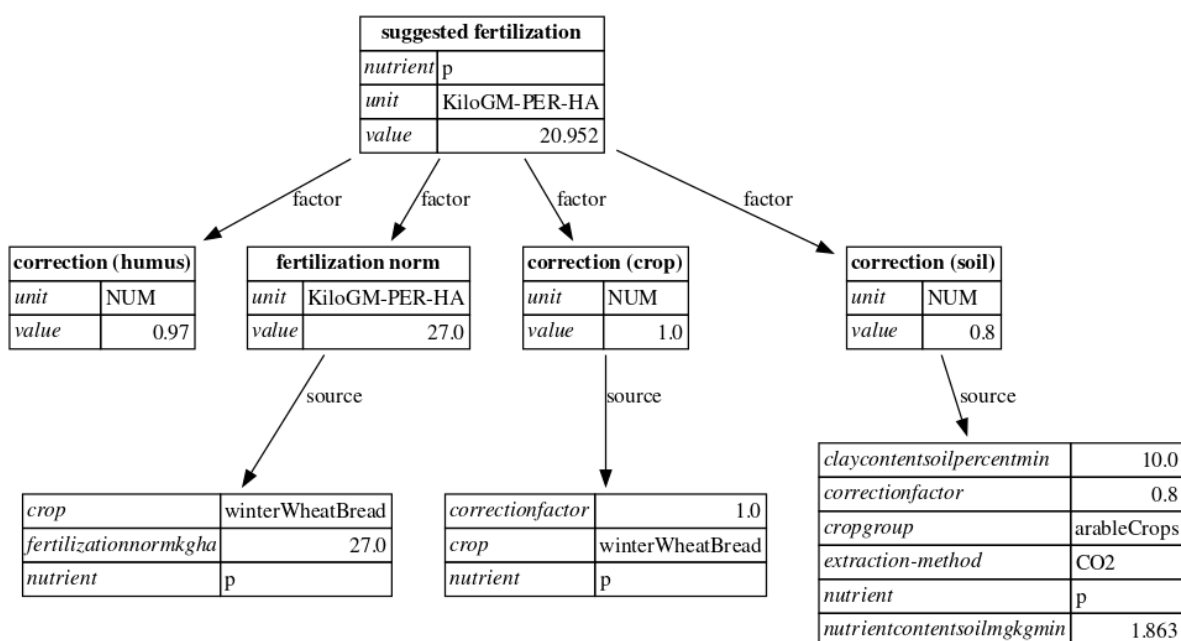 suggested fertilization
nutrient p
unit KiloGM-PER-HA
value 20.952
factor factor factor factor
correction (humus)
unit NUM
value 0.97
fertilization norm
unit KiloGM-PER-HA
value 27.0
correction (crop)
unit NUM
value 1.0
correction (soil)
unit NUM
value 0.8
source source source
crop winterWheatBread
fertilizationnormkgha 27.0
nutrient p
correctionfactor 1.0
crop winterWheatBread
nutrient p
claycontentsoilpercentmin 10.0
correctionfactor 0.8
cropgroup arableCrops
extraction-method CO2
nutrient p
nutrientcontentsoilmgkgmin 1.863